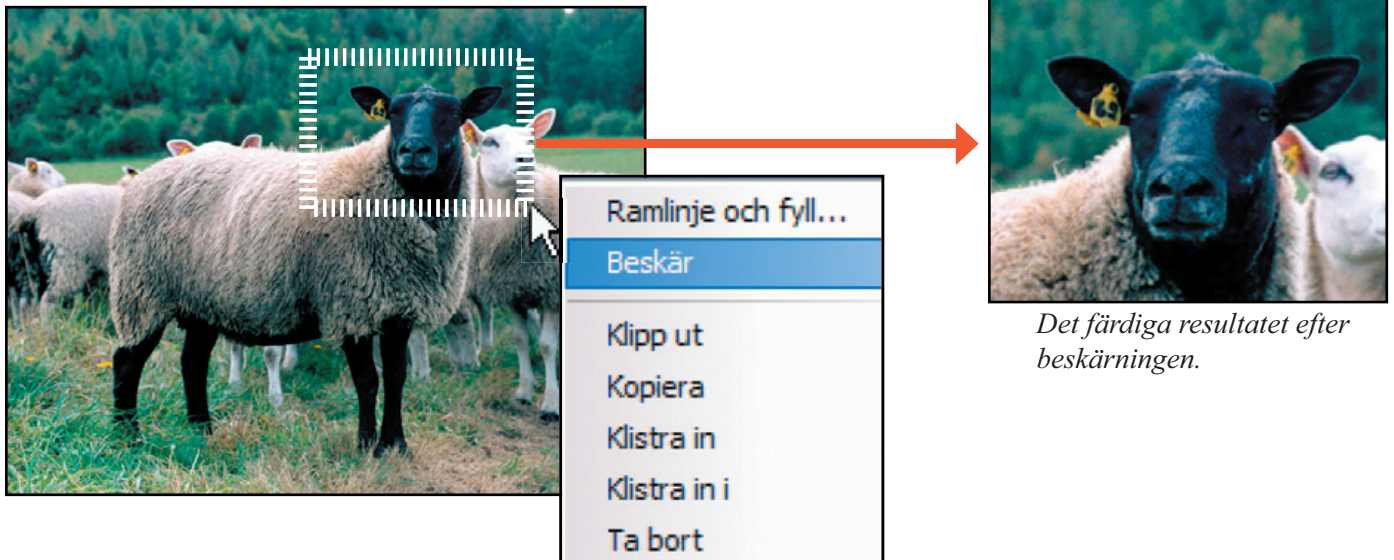 Ramlinje och fyll...
Beskär
Klipp ut
Kopiera
Klistra in
Klistra in i
Ta bort
Det färdiga resultatet efter
beskärningen.